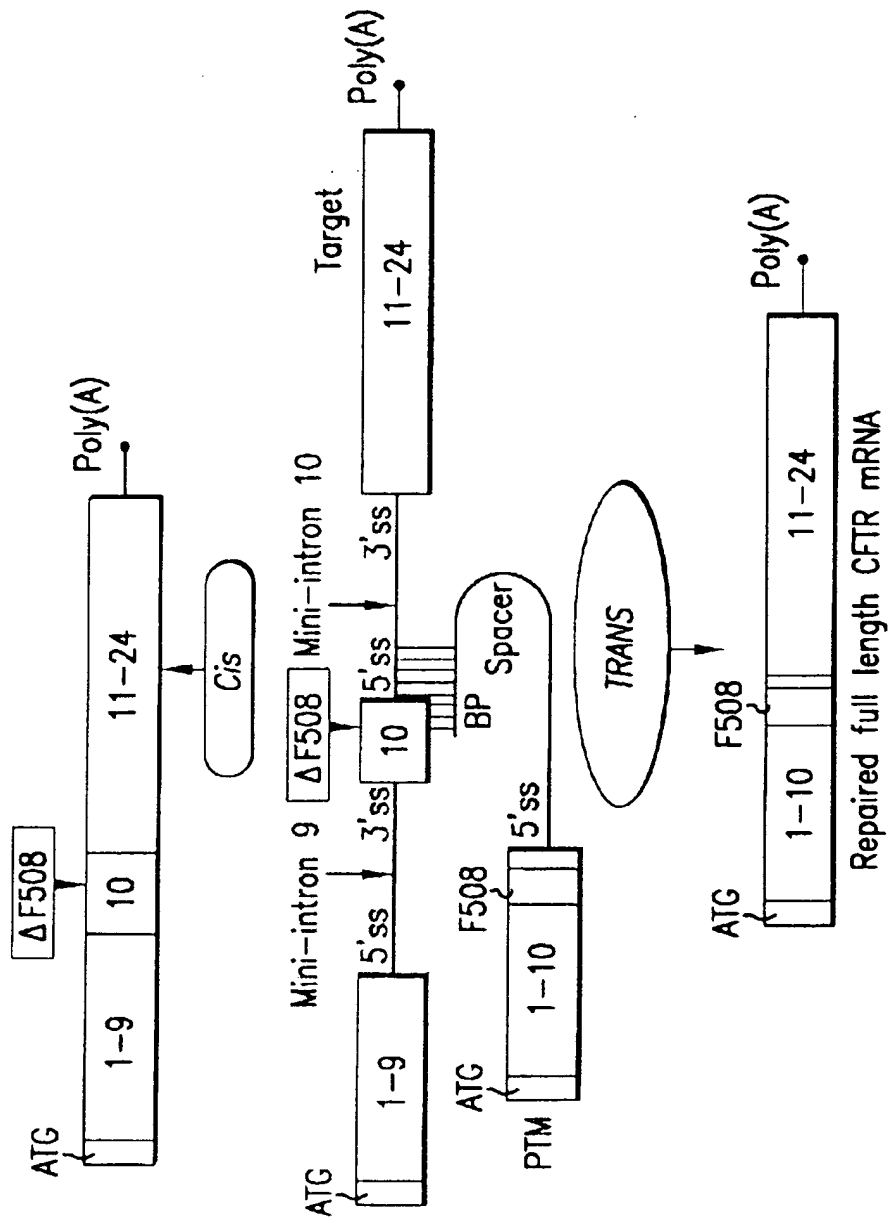 ΔF508
ATG
1–9
10
11–24
Poly(A)
Cis
Mini–intron 9
ΔF508
Mini–intron 10
Target
ATG
1–9
5'ss
3'ss
10
5'ss
3'ss
11–24
Poly(A)
BP
Spacer
ATG
F508
5'ss
1–10
PTM
TRANS
ATG
F508
1–10
11–24
Poly(A)
Repaired full length CFTR mRNA